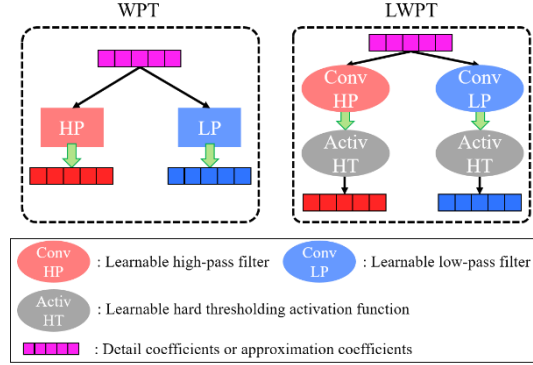 WPT
LWPT
HP
LP
Conv
HP
Conv
LP
Activ
HT
Activ
HT
Conv
HP
: Learnable high-pass filter
Conv
LP
: Learnable low-pass filter
Activ
HT
: Learnable hard thresholding activation function
: Detail coefficients or approximation coefficients